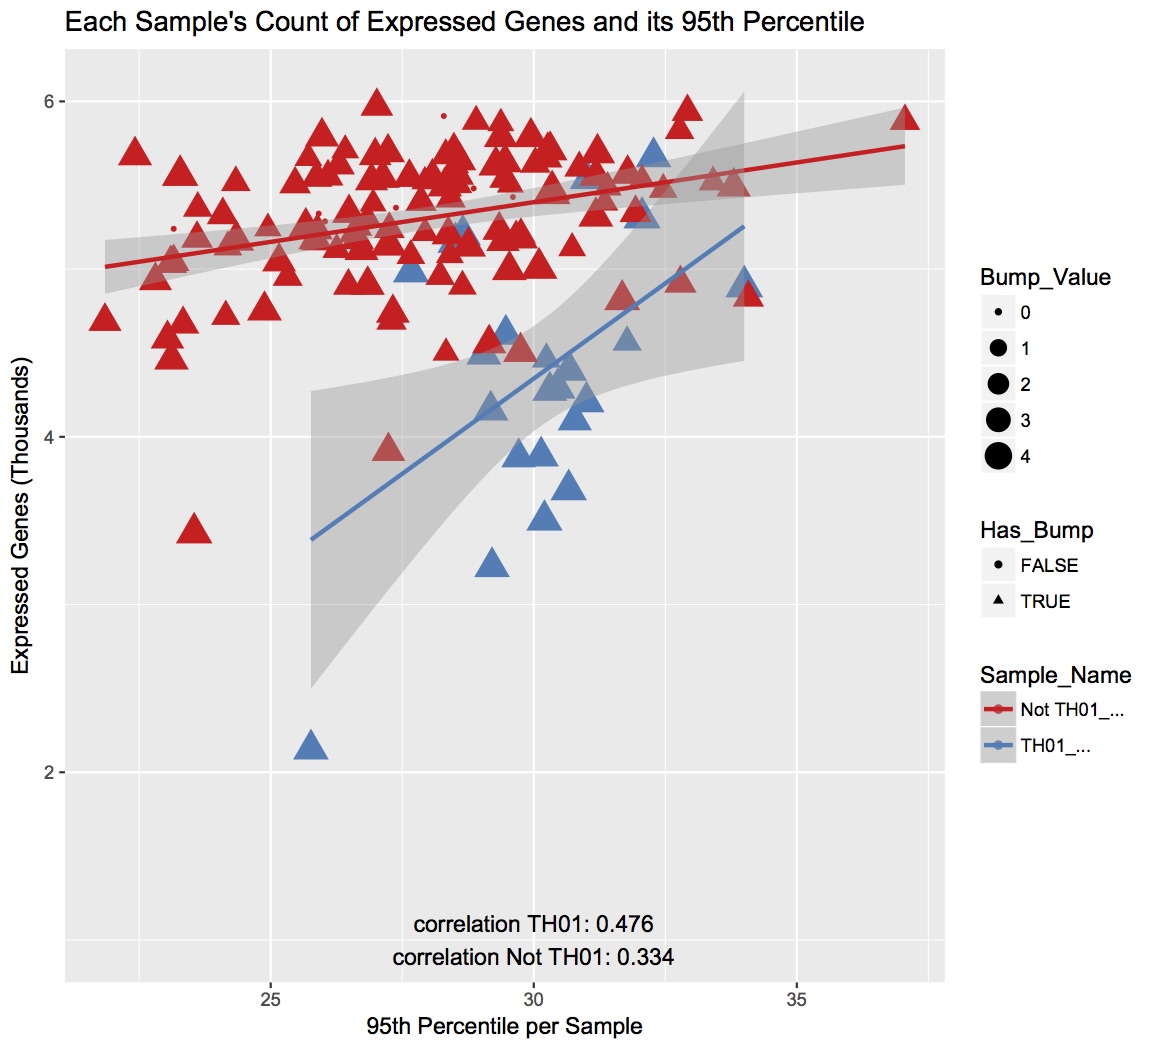 Each Sample's Count of Expressed Genes and its 95th Percentile
Expressed Genes (Thousands)
6
4
2
correlation TH01: 0.476
correlation Not TH01: 0.334
25
30
35
95th Percentile per Sample
Bump_Value
0
1
2
3
4
Has_Bump
FALSE
TRUE
Sample_Name
Not TH01_...
TH01_...